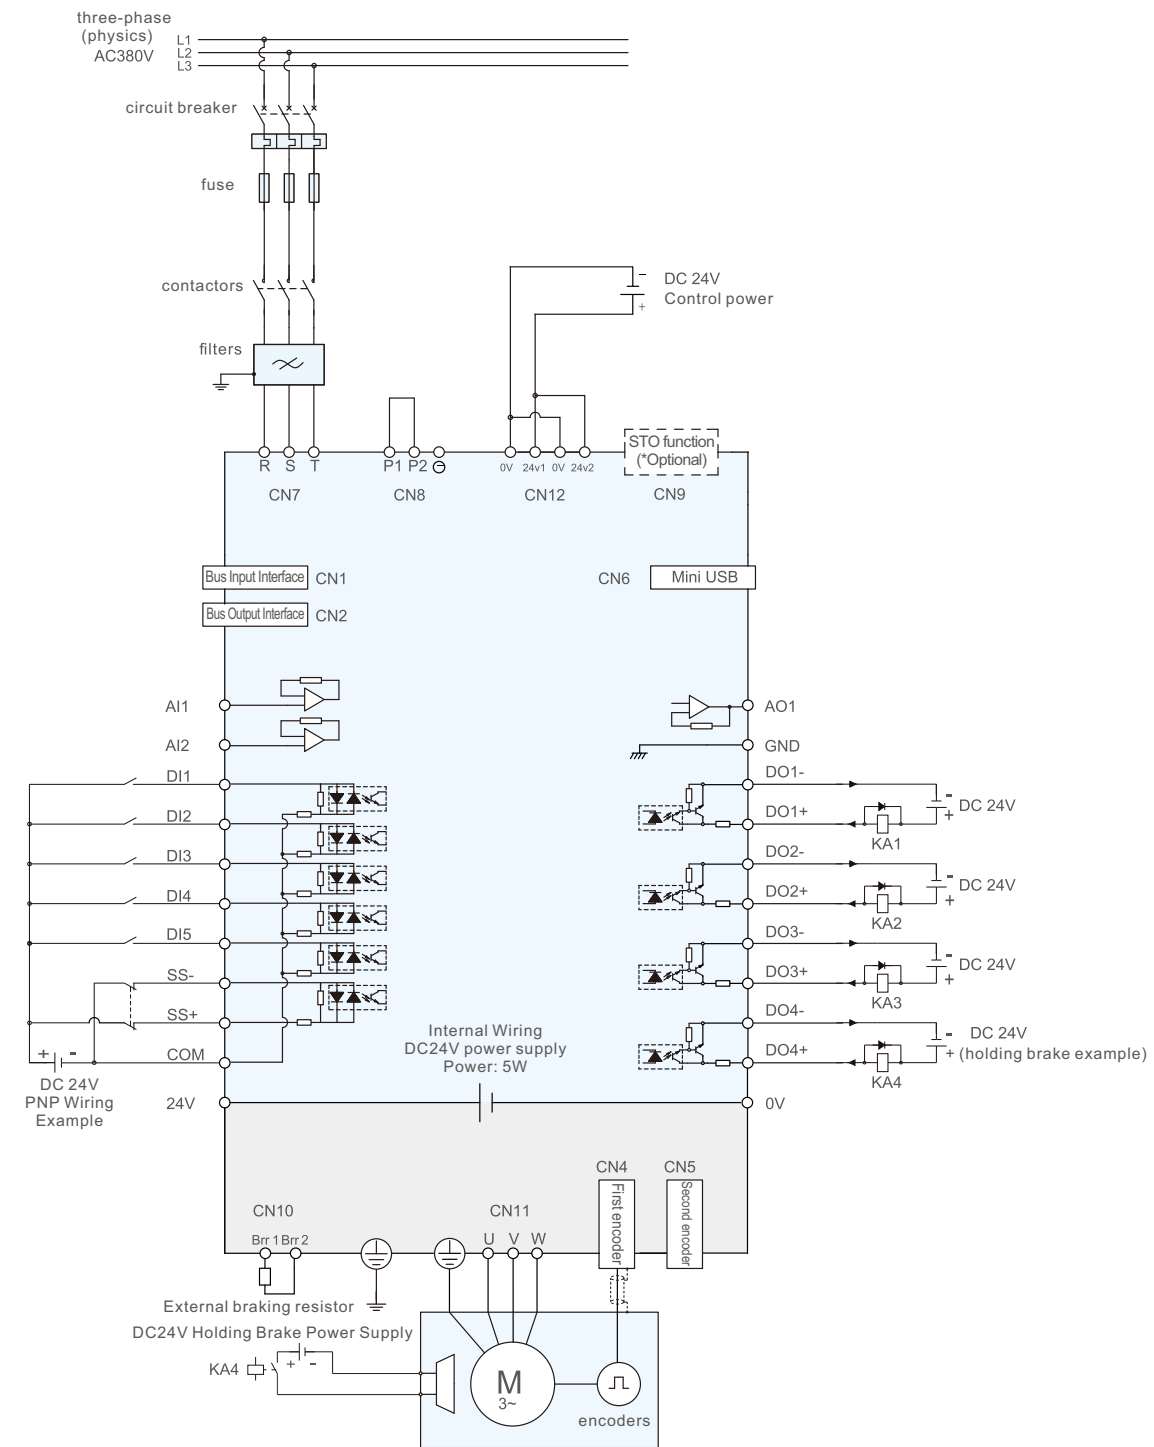 three-phase
(physics)
AC380V
L1
L2
L3
circuit breaker
fuse
contactors
filters
- DC 24V
Control power
+
R S T
CN7
P1 P2
CN8
0V 24v1 0V 24v2
CN12
STO function
(*Optional)
CN9
Bus Input Interface CN1
CN6 Mini USB
Bus Output Interface CN2
AI1
AO1
AI2
GND
DI1
DO1-
- DC 24V
+
DI2
DO1+
KA1
DI3
DO2-
- DC 24V
+
DI4
DO2+
KA2
DI5
DO3-
- DC 24V
+
SS-
DO3+
KA3
SS+
DO4-
- DC 24V
+ (holding brake example)
COM
DO4+
KA4
+ -
DC 24V
PNP Wiring
Example
Internal Wiring
DC24V power supply
Power: 5W
24V
0V
CN4
First encoder
CN5
Second encoder
CN10
Brr 1 Brr 2
CN11
U V W
External braking resistor
DC24V Holding Brake Power Supply
KA4
+ -
M
3~
encoders